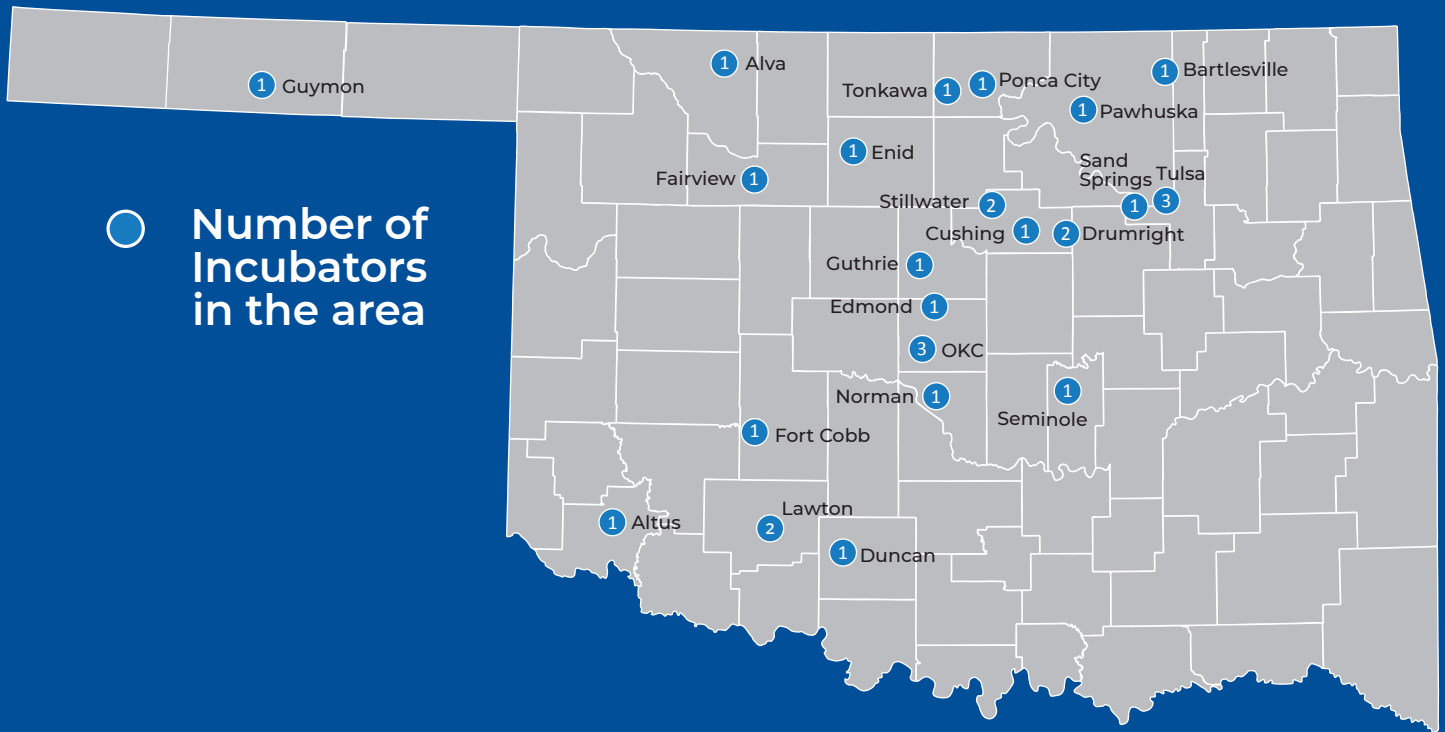 1 Guymon
1 Alva
Tonkawa 1
1 Ponca City
1 Bartlesville
1 Pawhuska
1 Enid
Fairview 1
Sand
Springs
1
Tulsa
3
Stillwater 2
Cushing 1
2 Drumright
Number of
Incubators
in the area
Guthrie 1
Edmond 1
3 OKC
Norman 1
1
Seminole
1 Fort Cobb
1 Altus
Lawton
2
1 Duncan